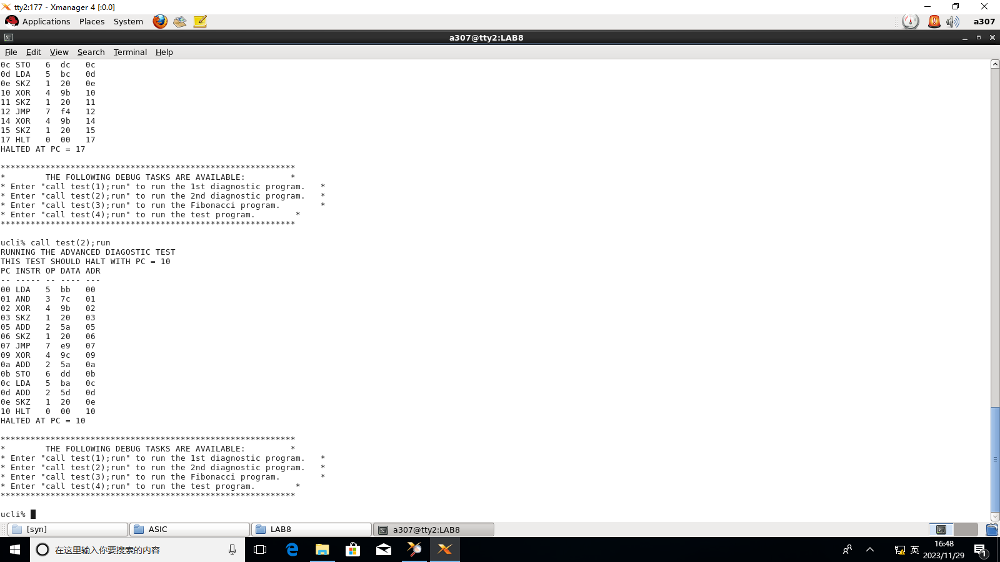 tty2:177 - Xmanager 4 [:0.0]
Applications Places System a307
a307@tty2:LAB8
File Edit View Search Terminal Help
0c STO   6  dc   0c
0d LDA   5  bc   0d
0e SKZ   1  20   0e
10 XOR   4  9b   10
11 SKZ   1  20   11
12 JMP   7  f4   12
14 XOR   4  9b   14
15 SKZ   1  20   15
17 HLT   0  00   17
HALTED AT PC = 17
***********************************************************
*        THE FOLLOWING DEBUG TASKS ARE AVAILABLE:         *
* Enter "call test(1);run" to run the 1st diagnostic program.   *
* Enter "call test(2);run" to run the 2nd diagnostic program.   *
* Enter "call test(3);run" to run the Fibonacci program.        *
* Enter "call test(4);run" to run the test program.        *
***********************************************************
ucli% call test(2);run
RUNNING THE ADVANCED DIAGOSTIC TEST
THIS TEST SHOULD HALT WITH PC = 10
PC INSTR OP DATA ADR
-- ----- -- ---- ---
00 LDA   5  bb   00
01 AND   3  7c   01
02 XOR   4  9b   02
03 SKZ   1  20   03
05 ADD   2  5a   05
06 SKZ   1  20   06
07 JMP   7  e9   07
09 XOR   4  9c   09
0a ADD   2  5a   0a
0b STO   6  dd   0b
0c LDA   5  ba   0c
0d ADD   2  5d   0d
0e SKZ   1  20   0e
10 HLT   0  00   10
HALTED AT PC = 10
***********************************************************
*        THE FOLLOWING DEBUG TASKS ARE AVAILABLE:         *
* Enter "call test(1);run" to run the 1st diagnostic program.   *
* Enter "call test(2);run" to run the 2nd diagnostic program.   *
* Enter "call test(3);run" to run the Fibonacci program.        *
* Enter "call test(4);run" to run the test program.        *
***********************************************************
ucli%
[syn] ASIC LAB8 a307@tty2:LAB8
在这里输入你要搜索的内容 英 16:48
2023/11/29 1